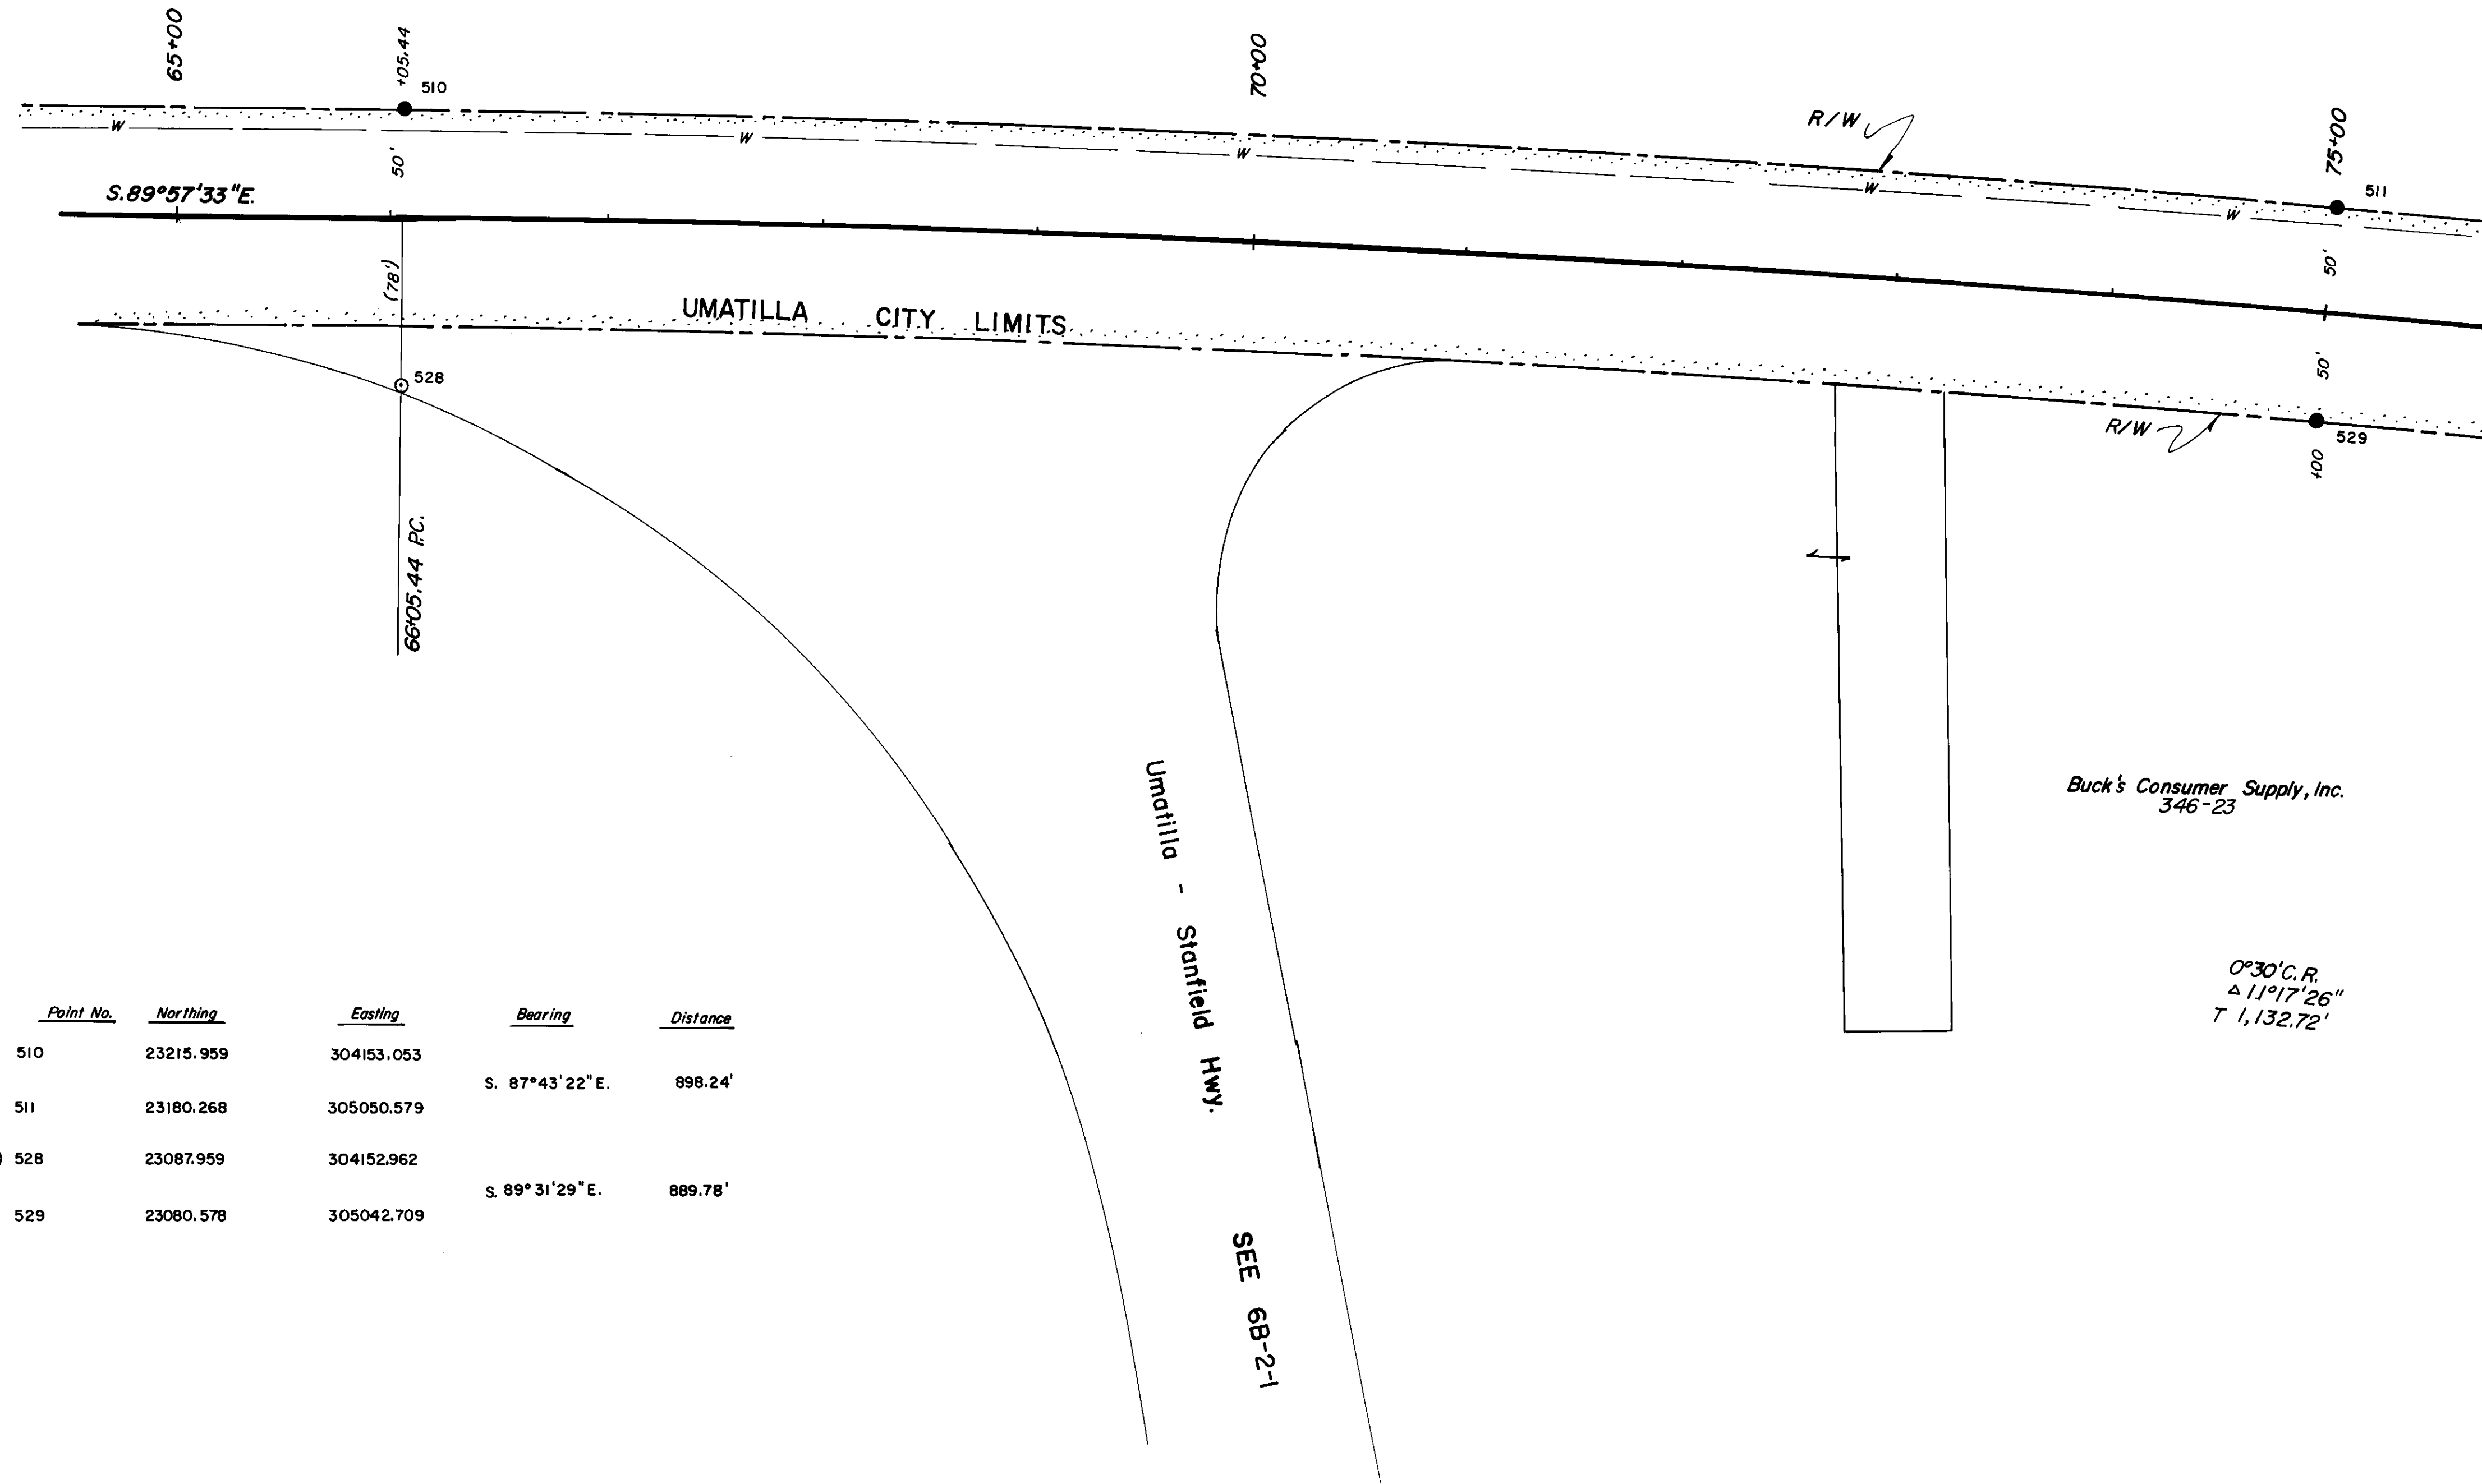 65+00
+05.44
510
70+00
R/W
75+00
511
W
W
W
W
W
50'
S.89°57'33"E.
50'
(78')
UMATILLA CITY LIMITS
528
50'
R/W
529
+00
66+05.44 P.C.
Umatilla - Stanfield Hwy.
SEE 6B-2-1
Buck's Consumer Supply, Inc.
346-23
0°30' C.R.
Δ 11°17'26"
T 1,132.72'
Point No. Northing Easting Bearing Distance
510 23215.959 304153.053
S. 87°43'22"E. 898.24'
511 23180.268 305050.579
) 528 23087.959 304152.962
S. 89°31'29"E. 889.78'
529 23080.578 305042.709